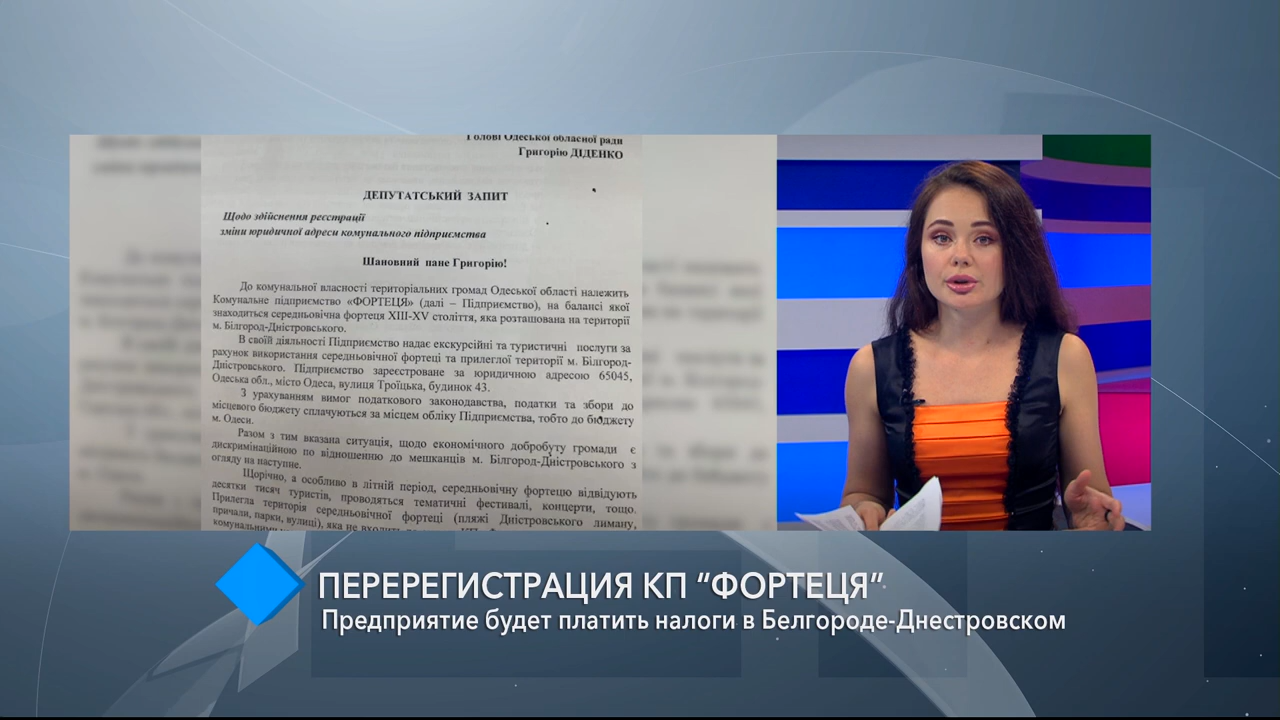 Голові Одеської обласної ради
Григорію ДІДЕНКО
ДЕПУТАТСЬКИЙ ЗАПИТ
Щодо здійснення реєстрації
зміни юридичної адреси комунального підприємства
Шановний пане Григорію!
До комунальної власності територіальних громад Одеської області належить
Комунальне підприємство «ФОРТЕЦЯ» (далі – Підприємство), на балансі якої
знаходиться середньовічна фортеця XIII-XV століття, яка розташована на території
м. Білгород-Дністровського.
В своїй діяльності Підприємство надає екскурсійні та туристичні послуги за
рахунок використання середньовічної фортеці та прилеглої території м. Білгород-
Дністровського. Підприємство зареєстроване за юридичною адресою 65045,
Одеська обл., місто Одеса, вулиця Троїцька, будинок 43.
З урахуванням вимог податкового законодавства, податки та збори до
місцевого бюджету сплачуються за місцем обліку Підприємства, тобто до бюджету
м. Одеси.
Разом з тим вказана ситуація, щодо економічного добробуту громади є
дискримінаційною по відношенню до мешканців м. Білгород-Дністровського з
огляду на наступне.
Щорічно, а особливо в літній період, середньовічну фортецю відвідують
десятки тисяч туристів, проводяться тематичні фестивалі, концерти, тощо.
Прилегла територія середньовічної фортеці (пляжі Дністровського лиману,
причали, парки, вулиці), яка не входить
комунальними
ПЕРЕРЕГИСТРАЦИЯ КП “ФОРТЕЦЯ”
Предприятие будет платить налоги в Белгороде-Днестровском